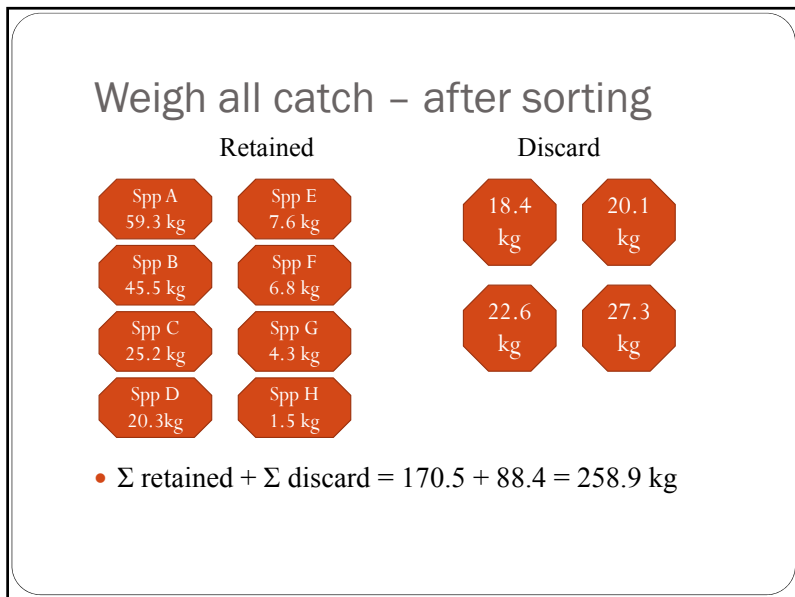 Weigh all catch – after sorting
Retained
Discard
Spp A
59.3 kg
Spp E
7.6 kg
Spp B
45.5 kg
Spp F
6.8 kg
Spp C
25.2 kg
Spp G
4.3 kg
Spp D
20.3kg
Spp H
1.5 kg
18.4
kg
20.1
kg
22.6
kg
27.3
kg
• Σ retained + Σ discard = 170.5 + 88.4 = 258.9 kg